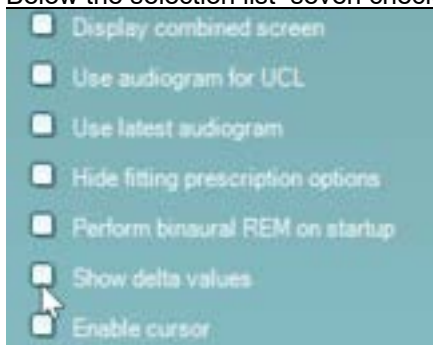 Below the selection list seven check
Display combined screen
Use audiogram for UCL
Use latest audiogram
Hide fitting prescription options
Perform binaural REM on startup
Show delta values
Enable cursor